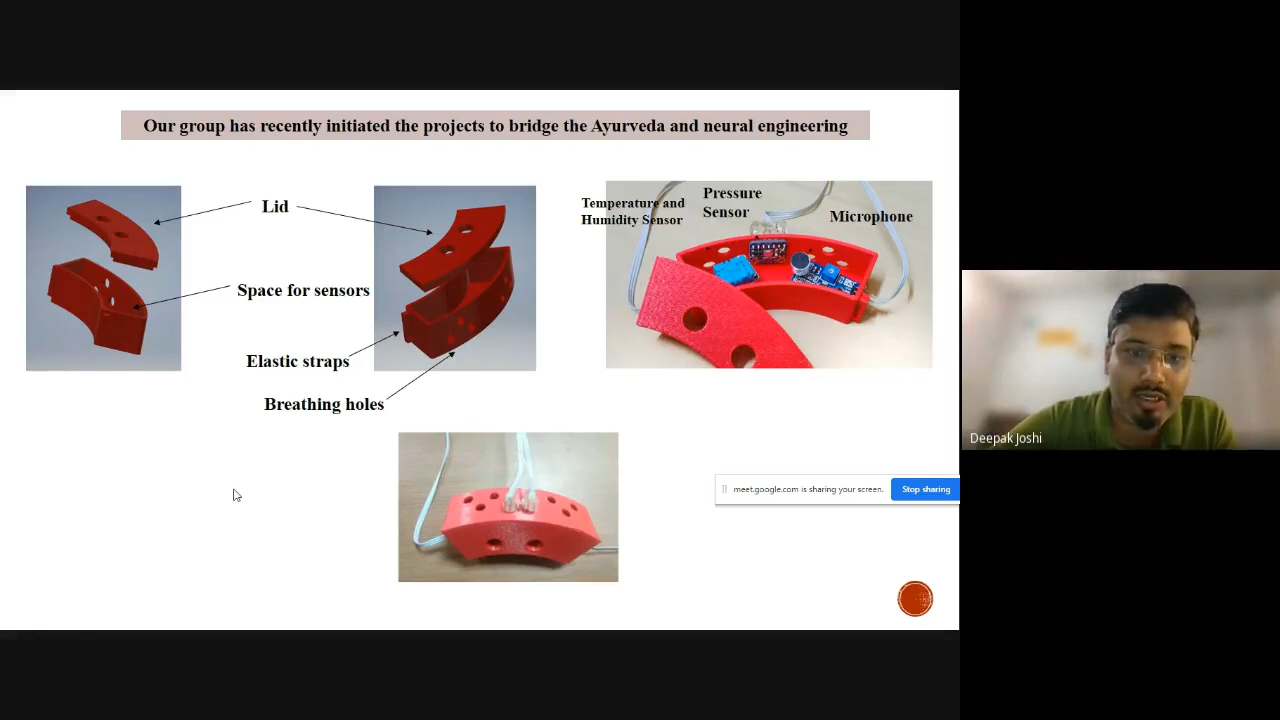 Our group has recently initiated the projects to bridge the Ayurveda and neural engineering
Lid
Space for sensors
Elastic straps
Breathing holes
Temperature and
Humidity Sensor
Pressure
Sensor
Microphone
meet.google.com is sharing your screen.
Stop sharing
Deepak Joshi